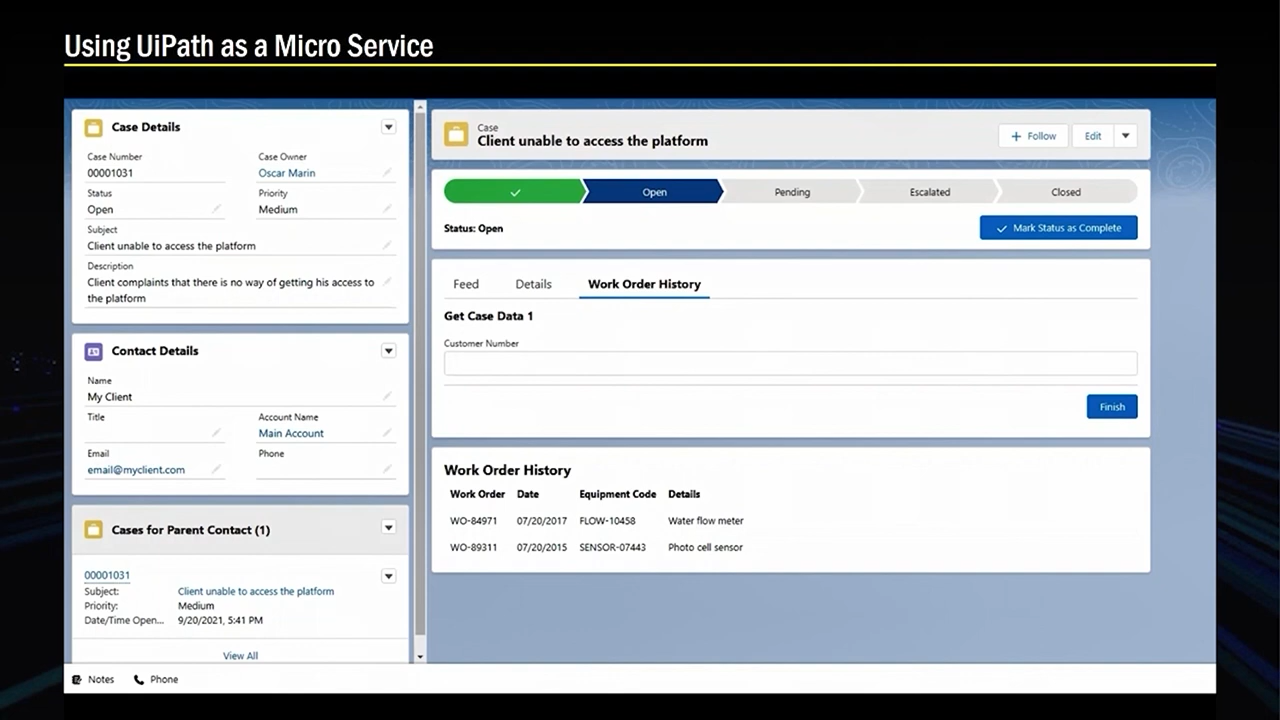 Using UiPath as a Micro Service
Case Details
Case Number
Case Owner
00001031
Oscar Marin
Status
Priority
Open
Medium
Subject
Client unable to access the platform
Description
Client complaints that there is no way of getting his access to
the platform
Contact Details
Name
My Client
Title
Account Name
Main Account
Email
Phone
email@myclient.com
Cases for Parent Contact (1)
00001031
Subject: Client unable to access the platform
Priority: Medium
Date/Time Open... 9/20/2021, 5:41 PM
View All
Case
Client unable to access the platform
+ Follow
Edit
Open
Pending
Escalated
Closed
Status: Open
Mark Status as Complete
Feed
Details
Work Order History
Get Case Data 1
Customer Number
Finish
Work Order History
Work Order Date Equipment Code Details
WO-84971 07/20/2017 FLOW-10458 Water flow meter
WO-89311 07/20/2015 SENSOR-07443 Photo cell sensor
Notes
Phone